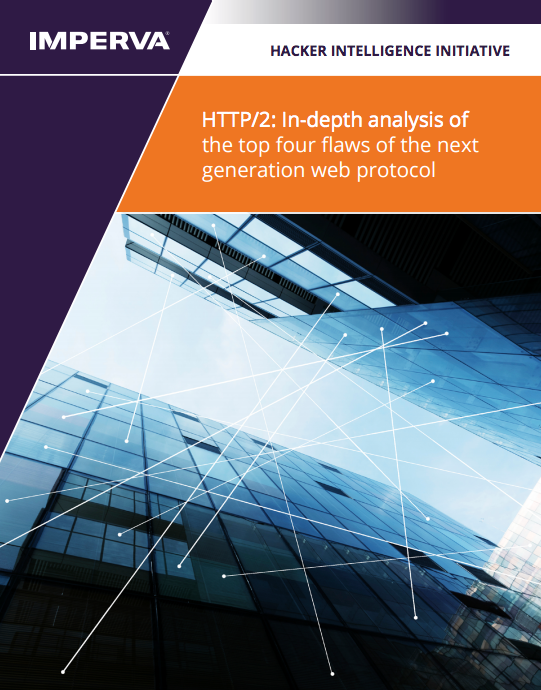 IMPERVA®
HACKER INTELLIGENCE INITIATIVE
HTTP/2: In-depth analysis of
the top four flaws of the next
generation web protocol